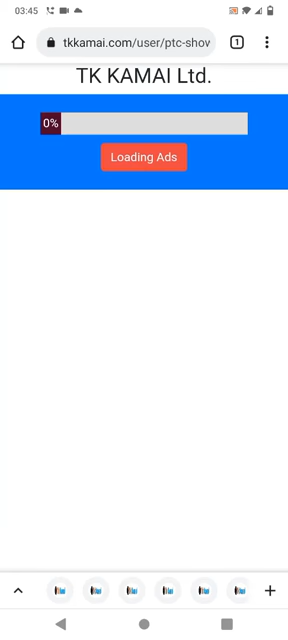 03:45
tkkamai.com/user/ptc-shov
1
TK KAMAI Ltd.
0%
Loading Ads